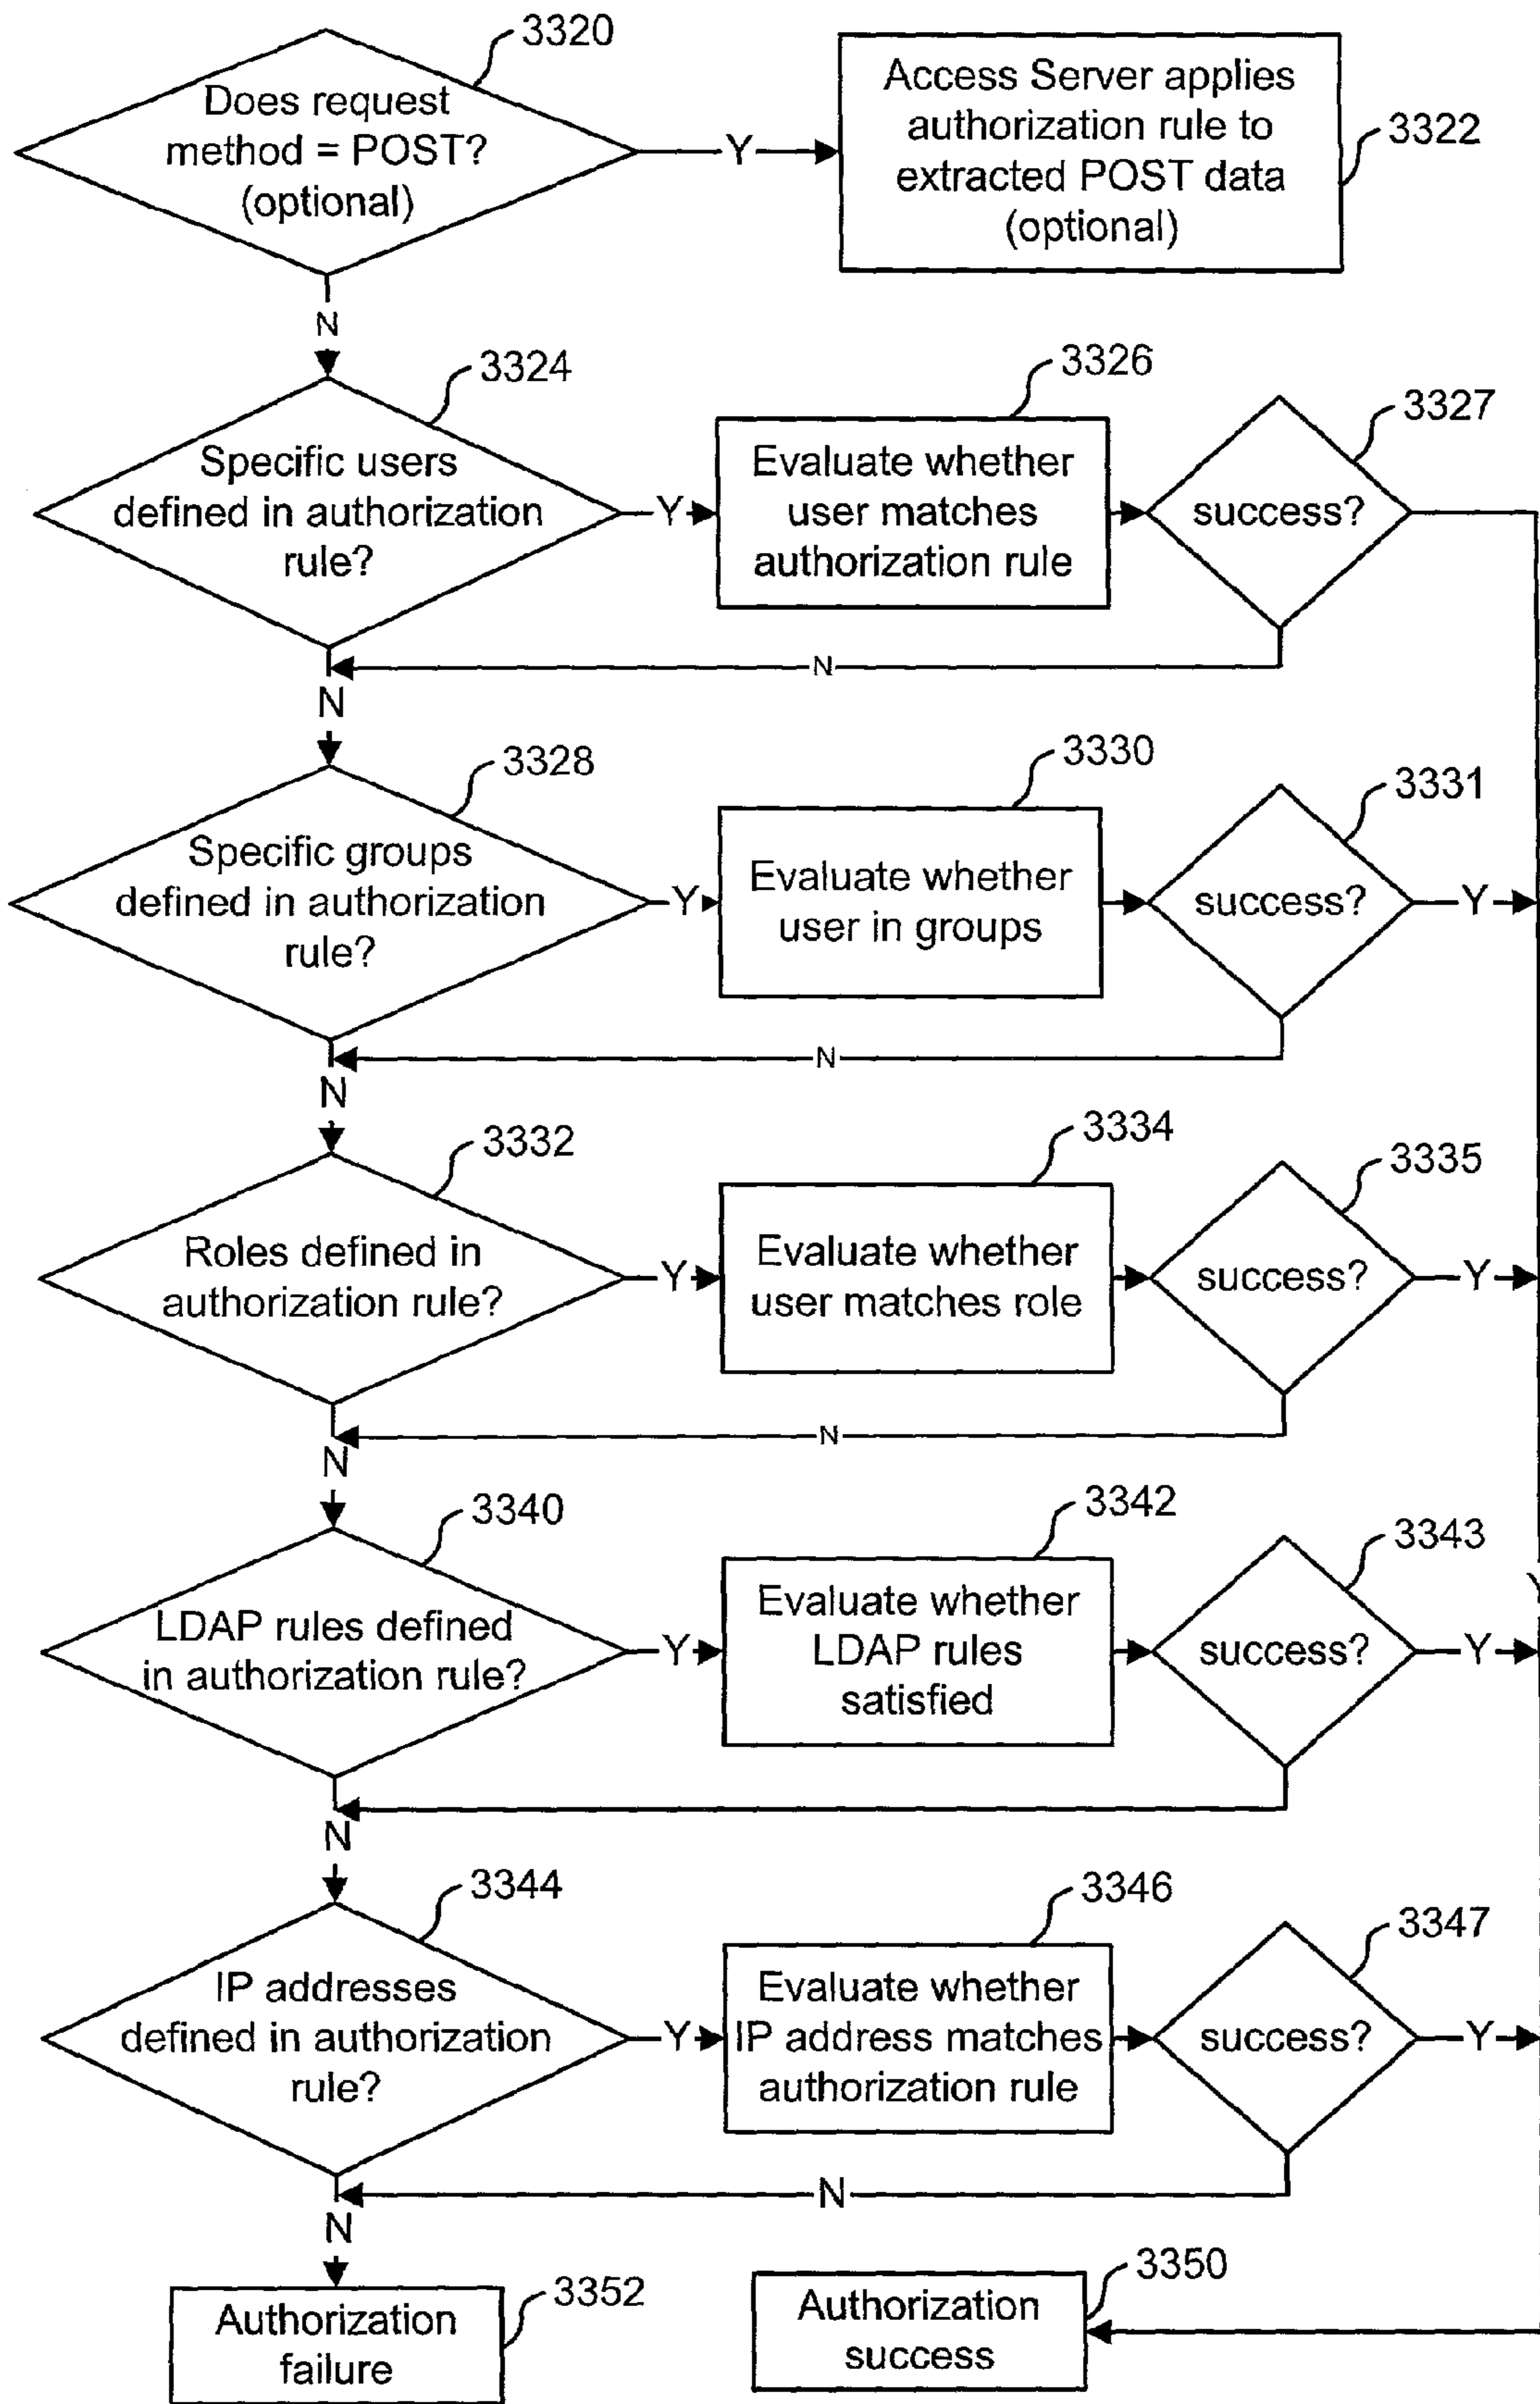 3320
Does request
method = POST?
(optional)
Y
Access Server applies
authorization rule to
extracted POST data
(optional)
3322
N
3324
Specific users
defined in authorization
rule?
Y
3326
Evaluate whether
user matches
authorization rule
3327
success?
N
N
3328
Specific groups
defined in authorization
rule?
Y
3330
Evaluate whether
user in groups
3331
success?
Y
N
N
3332
Roles defined in
authorization rule?
Y
3334
Evaluate whether
user matches role
3335
success?
Y
N
N
3340
LDAP rules defined
in authorization rule?
Y
3342
Evaluate whether
LDAP rules
satisfied
3343
success?
Y
Y
N
3344
IP addresses
defined in authorization
rule?
Y
3346
Evaluate whether
IP address matches
authorization rule
3347
success?
Y
N
N
Authorization
failure
3352
Authorization
success
3350